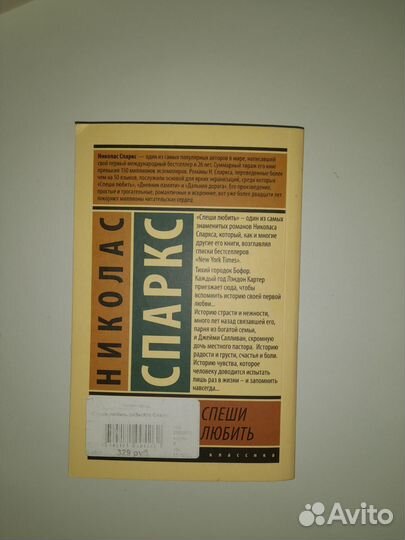 Николас Спаркс — один из самых популярных авторов в мире, написавший
свой первый международный бестселлер в 26 лет. Суммарный тираж его книг
превысил 150 миллионов экземпляров. Романы Н. Спаркса, переведенные более
чем на 50 языков, послужили основой для ярких экранизаций, среди которых
«Спеши любить», «Дневник памяти» и «Дальняя дорога». Его произведения,
простые и трогательные, романтичные и искренние, вот уже более двадцати лет
покоряют миллионы читательских сердец.
НИКОЛАС
СПАРКС
«Спеши любить» – один из самых
знаменитых романов Николаса
Спаркса, который, как и многие
другие его книги, возглавлял
списки бестселлеров
«New York Times».
Тихий городок Бофор.
Каждый год Лэндон Картер
приезжает сюда, чтобы
вспомнить историю своей первой
любви...
Историю страсти и нежности,
много лет назад связавшей его,
парня из богатой семьи,
и Джейми Салливан, скромную
дочь местного пастора. Историю
радости и грусти, счастья и боли.
Историю чувства, которое
человеку доводится испытать
лишь раз в жизни – и запомнить
навсегда...
СПЕШИ
ЛЮБИТЬ
классика
329 руб
Avito